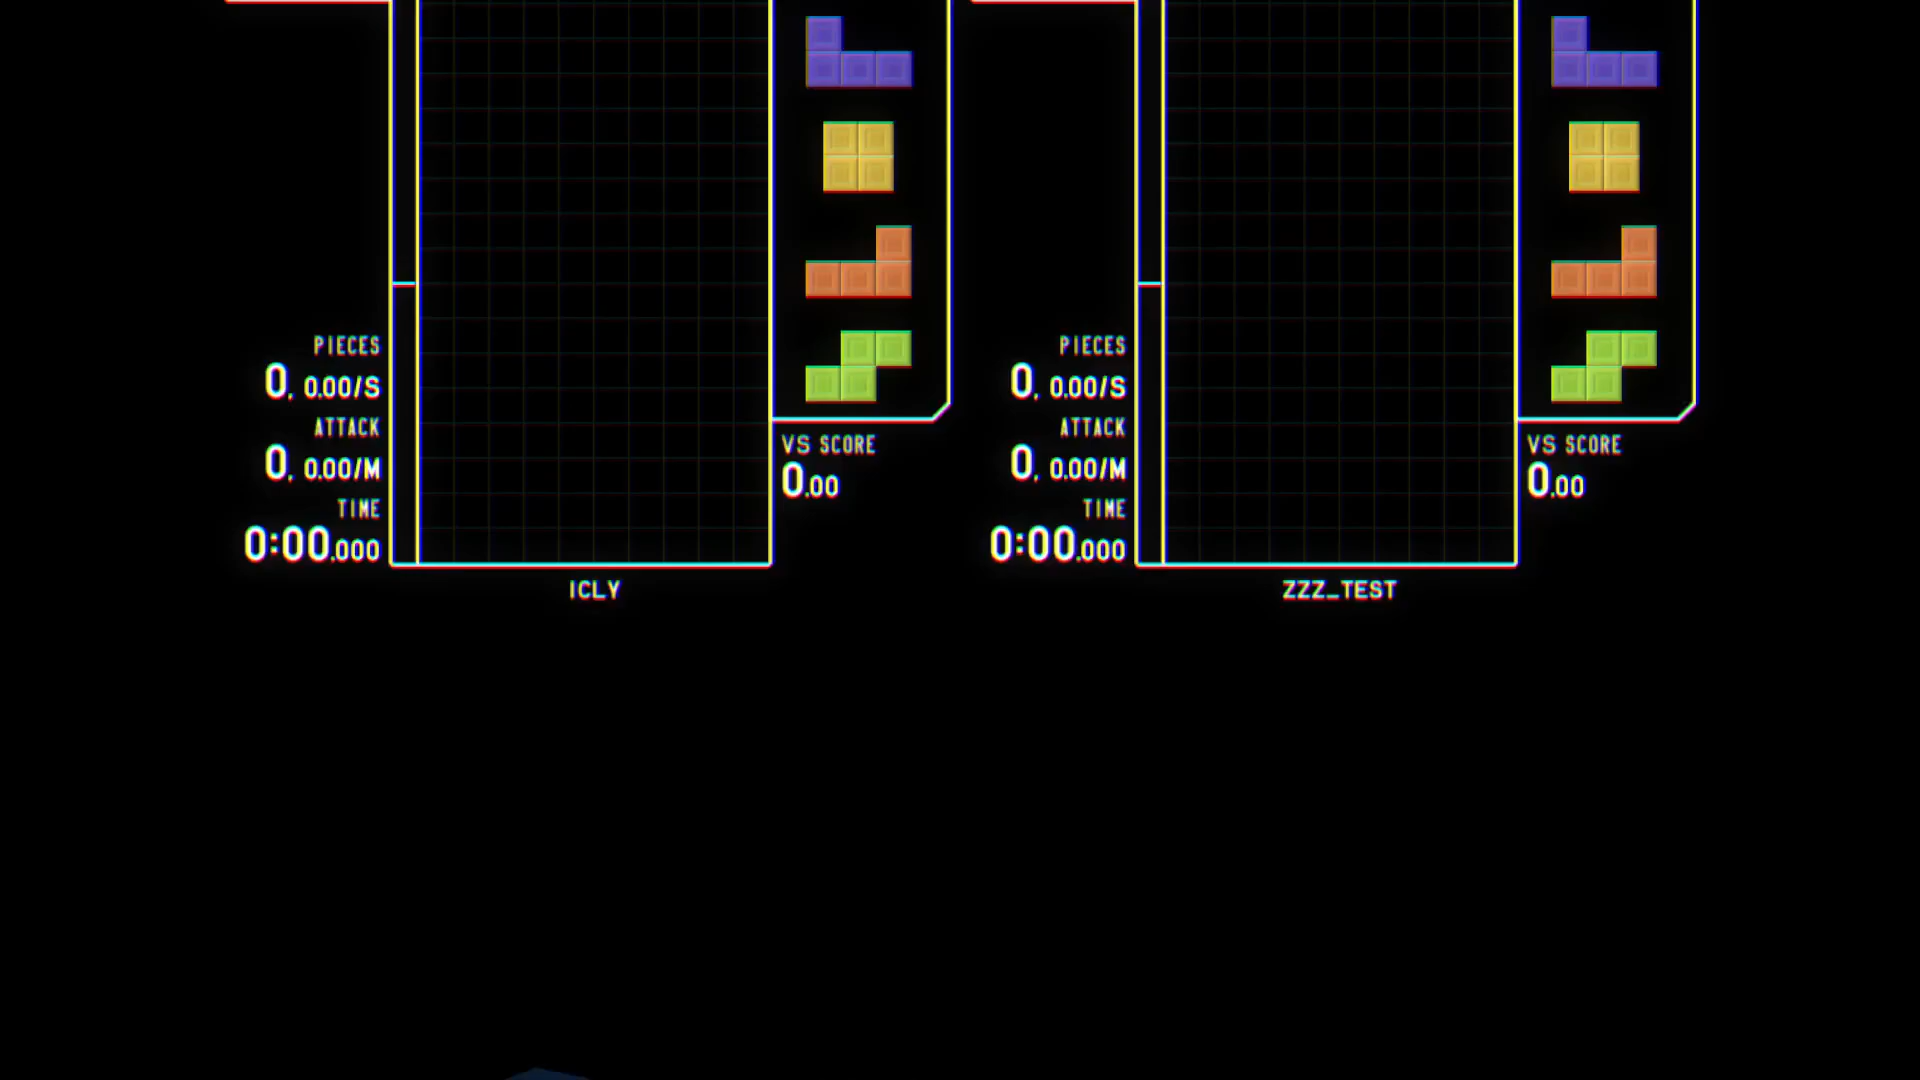 PIECES
0, 0.00/S
ATTACK
0, 0.00/M
TIME
0:00.000
VS SCORE
0.00
ICLY
PIECES
0, 0.00/S
ATTACK
0, 0.00/M
TIME
0:00.000
VS SCORE
0.00
ZZZ_TEST